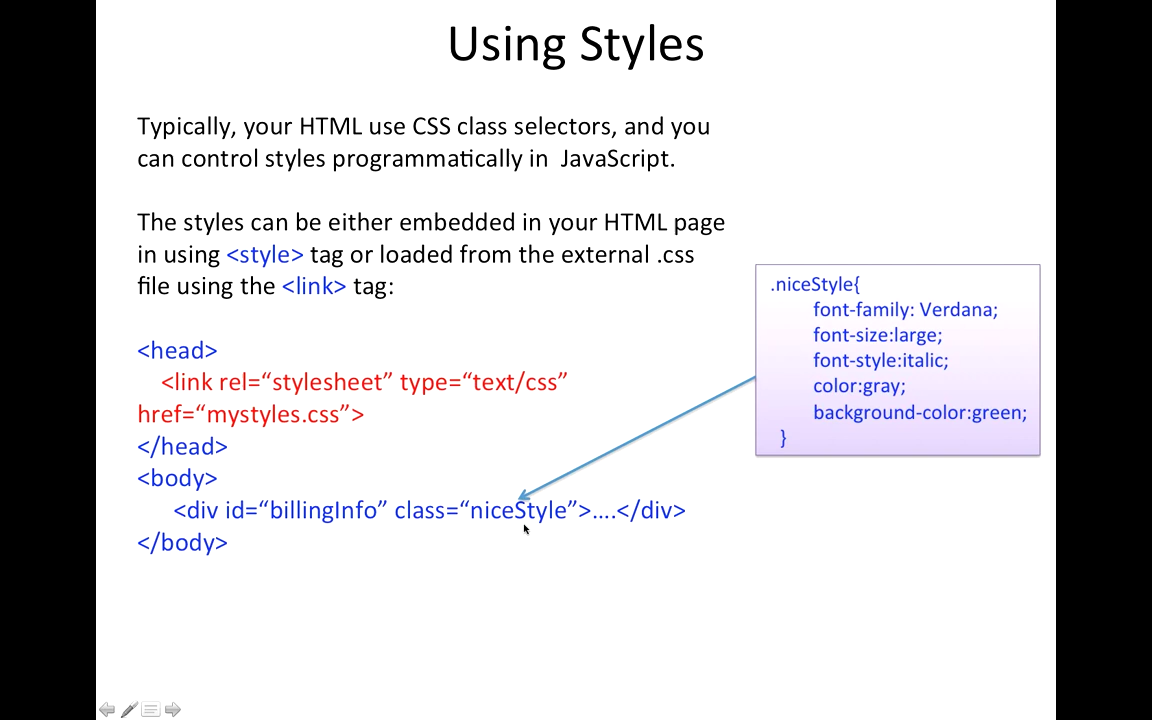 Using Styles
Typically, your HTML use CSS class selectors, and you
can control styles programmatically in  JavaScript.
The styles can be either embedded in your HTML page
in using <style> tag or loaded from the external .css
file using the <link> tag:
<head>
<link rel=“stylesheet” type=“text/css”
href=“mystyles.css”>
</head>
<body>
<div id=“billingInfo” class=“niceStyle”>....</div>
</body>
.niceStyle{
font-family: Verdana;
font-size:large;
font-style:italic;
color:gray;
background-color:green;
}